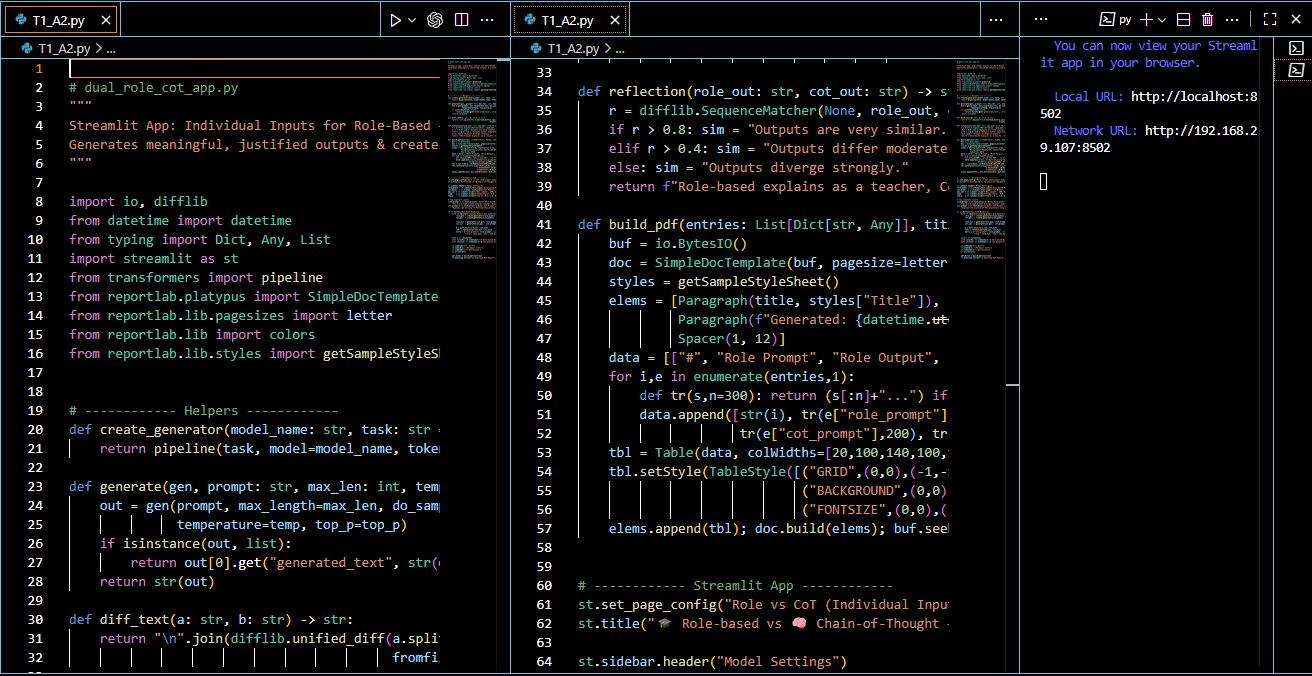 T1_A2.py
T1_A2.py > ...
1
2 # dual_role_cot_app.py
3 """
4 Streamlit App: Individual Inputs for Role-Based
5 Generates meaningful, justified outputs & create
6 """
7
8 import io, difflib
9 from datetime import datetime
10 from typing import Dict, Any, List
11 import streamlit as st
12 from transformers import pipeline
13 from reportlab.platypus import SimpleDocTemplate
14 from reportlab.lib.pagesizes import letter
15 from reportlab.lib import colors
16 from reportlab.lib.styles import getSampleStyleS
17
18
19 # ------------ Helpers ------------
20 def create_generator(model_name: str, task: str =
21 return pipeline(task, model=model_name, toke
22
23 def generate(gen, prompt: str, max_len: int, tem
24 out = gen(prompt, max_length=max_len, do_sam
25 temperature=temp, top_p=top_p)
26 if isinstance(out, list):
27 return out[0].get("generated_text", str(
28 return str(out)
29
30 def diff_text(a: str, b: str) -> str:
31 return "\n".join(difflib.unified_diff(a.spli
32 fromfi
T1_A2.py
T1_A2.py > ...
33
34 def reflection(role_out: str, cot_out: str) -> s
35 r = difflib.SequenceMatcher(None, role_out,
36 if r > 0.8: sim = "Outputs are very similar.
37 elif r > 0.4: sim = "Outputs differ moderate
38 else: sim = "Outputs diverge strongly."
39 return f"Role-based explains as a teacher, C
40
41 def build_pdf(entries: List[Dict[str, Any]], tit
42 buf = io.BytesIO()
43 doc = SimpleDocTemplate(buf, pagesize=letter
44 styles = getSampleStyleSheet()
45 elems = [Paragraph(title, styles["Title"]),
46 Paragraph(f"Generated: {datetime.ut
47 Spacer(1, 12)]
48 data = [["#", "Role Prompt", "Role Output",
49 for i,e in enumerate(entries,1):
50 def tr(s,n=300): return (s[:n]+"...") if
51 data.append([str(i), tr(e["role_prompt"]
52 tr(e["cot_prompt"],200), tr
53 tbl = Table(data, colWidths=[20,100,140,100,
54 tbl.setStyle(TableStyle([("GRID",(0,0),(-1,-
55 ("BACKGROUND",(0,0)
56 ("FONTSIZE",(0,0),(
57 elems.append(tbl); doc.build(elems); buf.see
58
59
60 # ------------ Streamlit App ------------
61 st.set_page_config("Role vs CoT (Individual Inpu
62 st.title("🎓 Role-based vs 🧠 Chain-of-Thought
63
64 st.sidebar.header("Model Settings")
py
You can now view your Streaml
it app in your browser.
Local URL: http://localhost:8
502
Network URL: http://192.168.2
9.107:8502